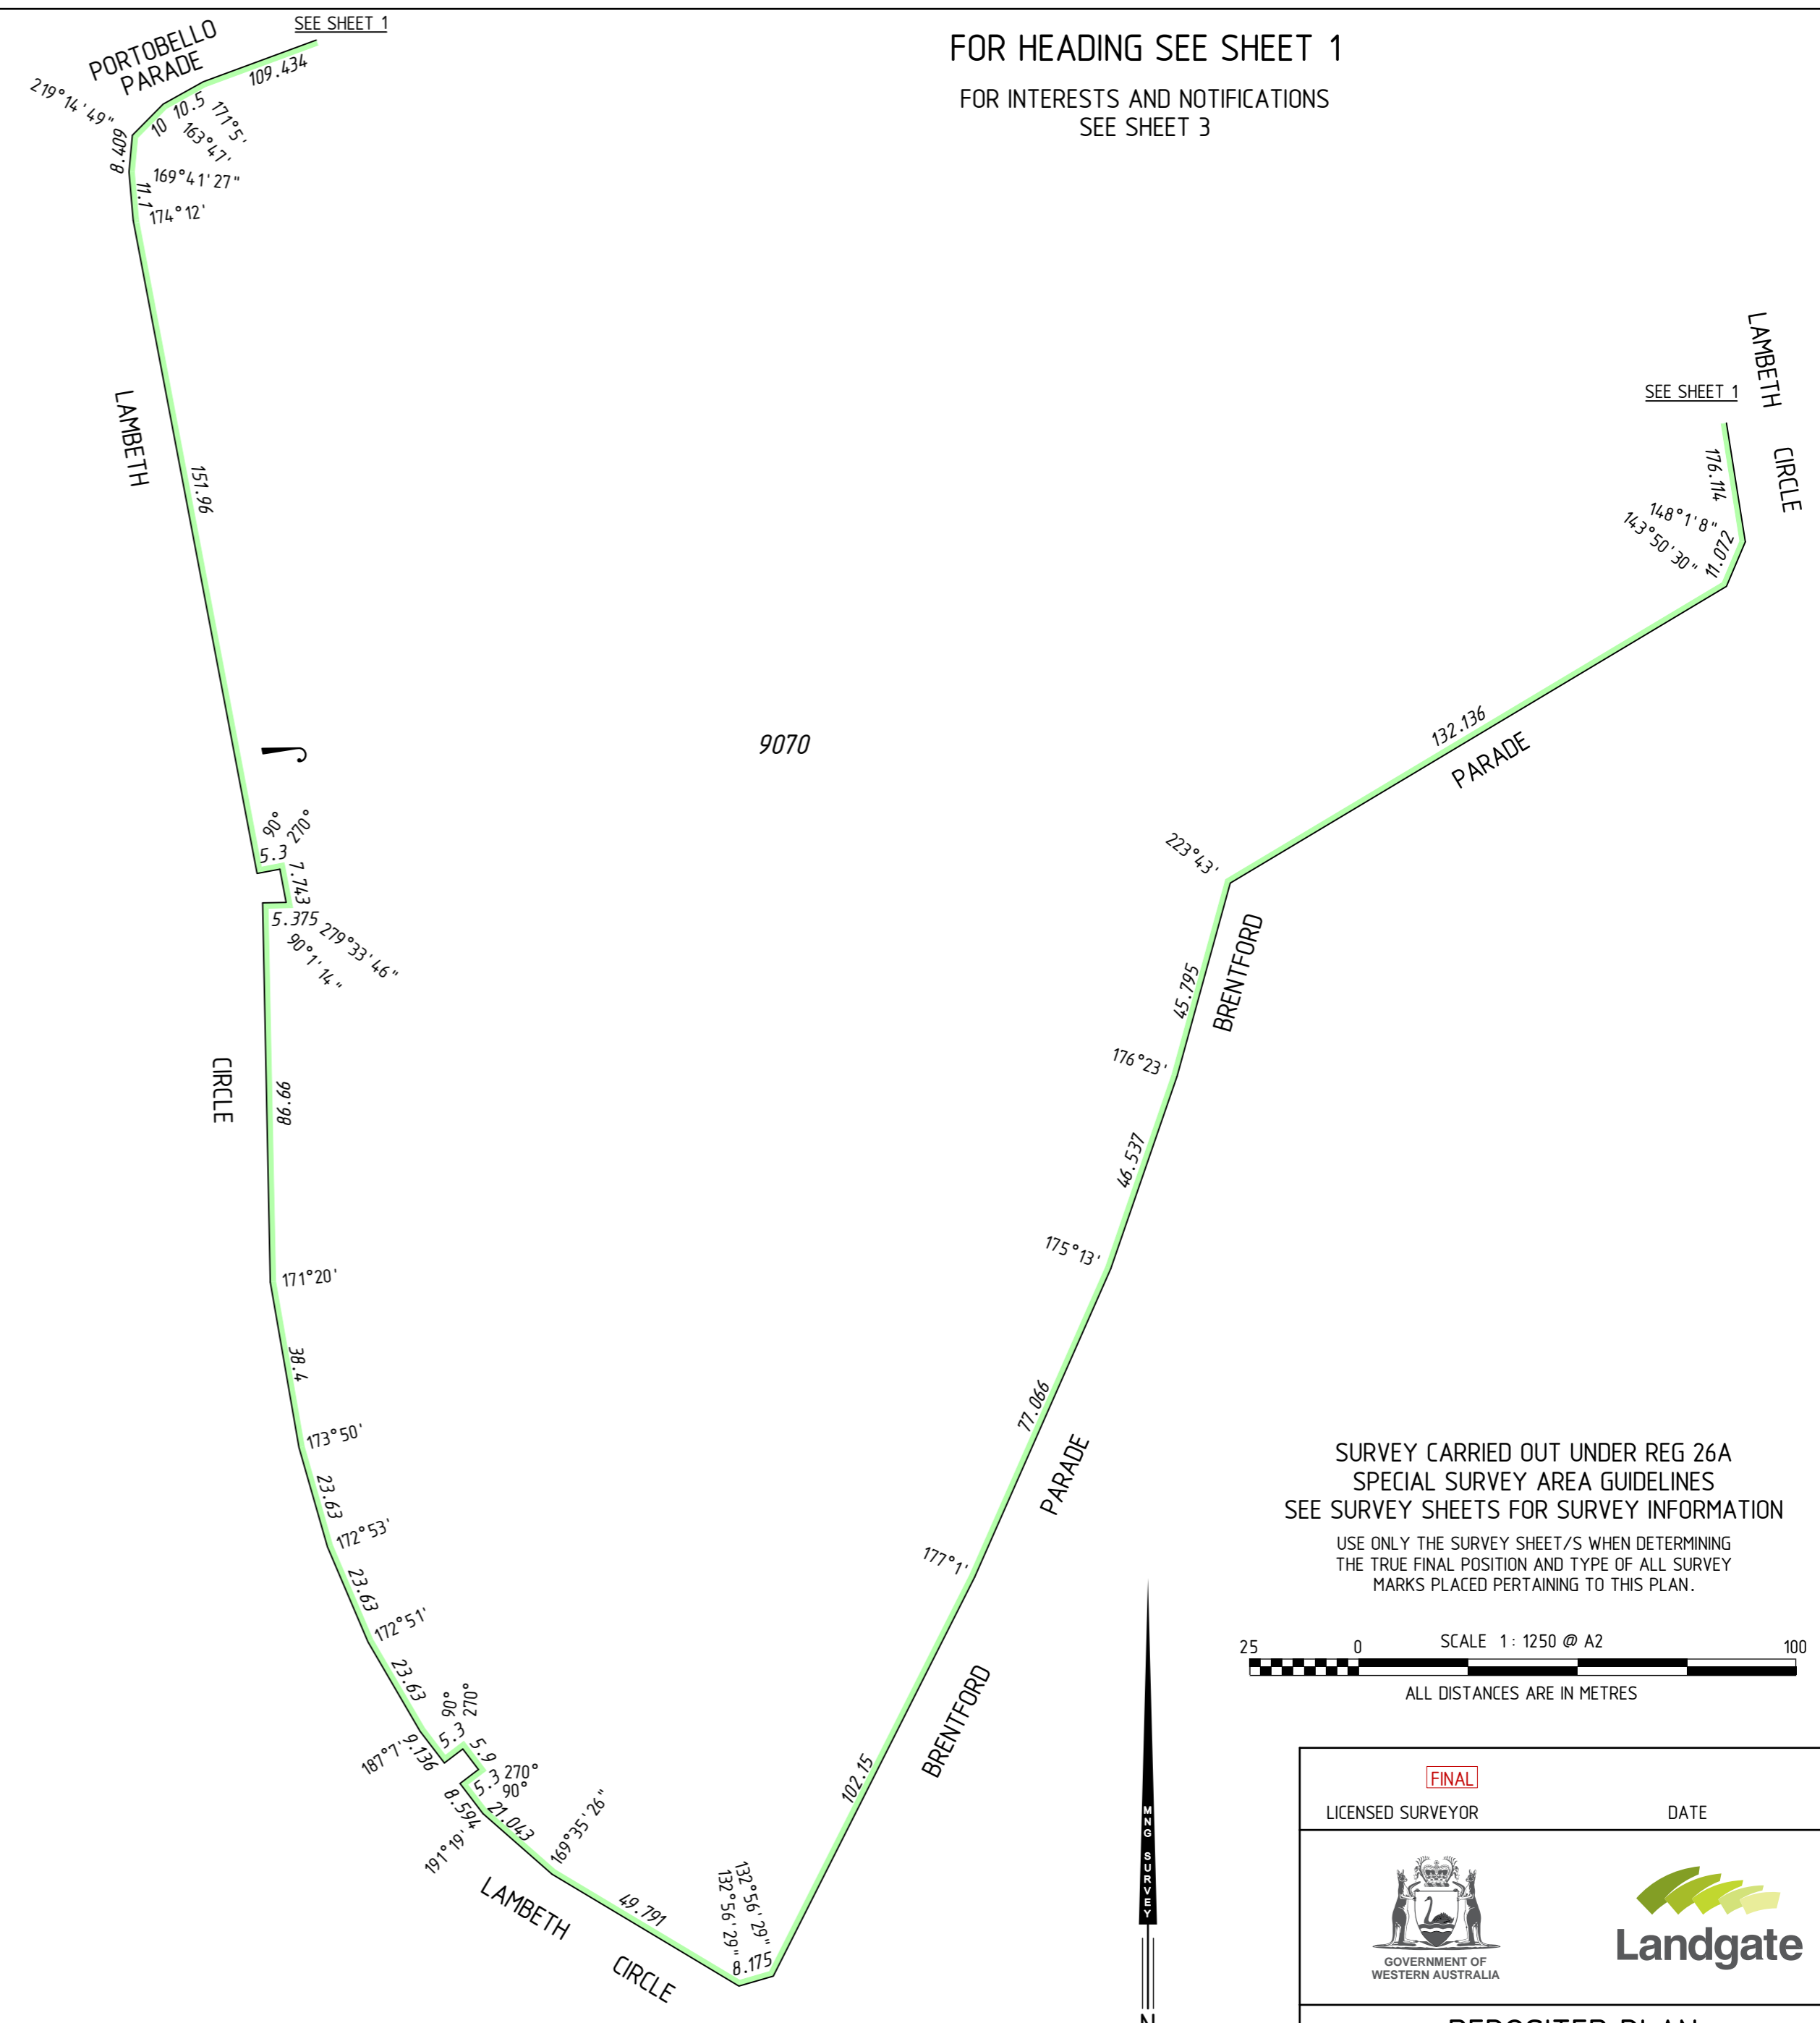 PORTOBELLO
PARADE
SEE SHEET 1
109.434
219°14'49"
10
10.5
171°5'
163°47'
8.409
169°41'27"
11.1
174°12'
FOR HEADING SEE SHEET 1
FOR INTERESTS AND NOTIFICATIONS
SEE SHEET 3
LAMBETH
CIRCLE
SEE SHEET 1
176.114
148°1'8"
143°50'30"
11.072
LAMBETH
151.96
132.136
PARADE
9070
90°
270°
5.3
7.743
5.375
279°33'46"
90°1'14"
223°43'
45.795
BRENTFORD
176°23'
CIRCLE
99.98
46.537
175°13'
171°20'
38.4
77.066
PARADE
173°50'
23.63
172°53'
23.63
172°51'
23.63
177°1'
SURVEY CARRIED OUT UNDER REG 26A
SPECIAL SURVEY AREA GUIDELINES
SEE SURVEY SHEETS FOR SURVEY INFORMATION
USE ONLY THE SURVEY SHEET/S WHEN DETERMINING
THE TRUE FINAL POSITION AND TYPE OF ALL SURVEY
MARKS PLACED PERTAINING TO THIS PLAN.
25 0 SCALE 1: 1250 @ A2 100
ALL DISTANCES ARE IN METRES
90°
270°
5.3
5.9
187°7'
9.136
5.3
270°
90°
8.594
21.043
191°19'
169°35'26"
BRENTFORD
102.15
LAMBETH
CIRCLE
49.791
132°56'29"
132°56'29"
8.175
MNG SURVEY
N
FINAL
LICENSED SURVEYOR DATE
GOVERNMENT OF
WESTERN AUSTRALIA
Landgate
DEPOSITED PLAN